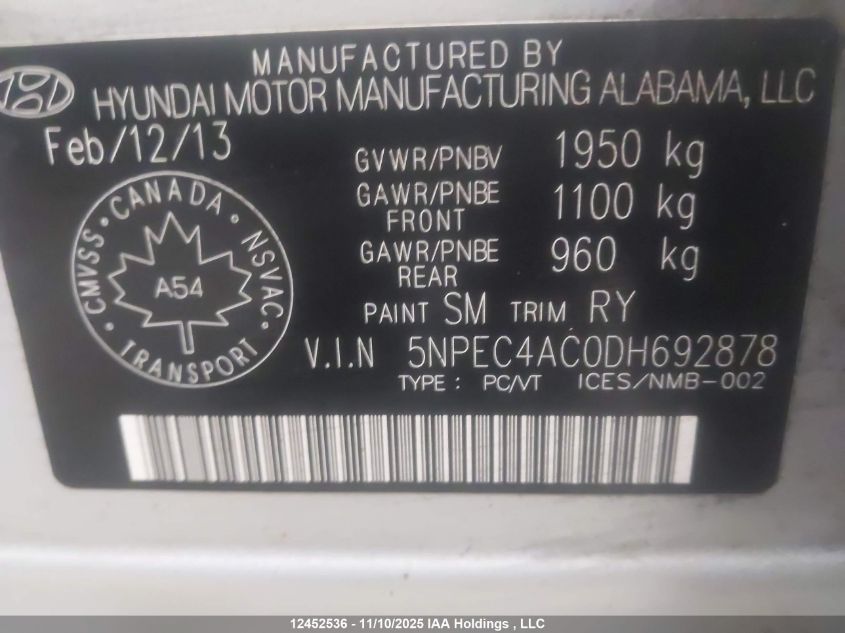 MANUFACTURED BY
HYUNDAI MOTOR MANUFACTURING ALABAMA, LLC
Feb/12/13
GVWR/PNBV 1950 kg
GAWR/PNBE FRONT 1100 kg
GAWR/PNBE REAR 960 kg
PAINT SM TRIM RY
CANADA · NSVAC · TRANSPORT · CMVSS ·
A54
V.I.N 5NPEC4AC0DH692878
TYPE : PC/VT ICES/NMB-002
12452536 - 11/10/2025 IAA Holdings , LLC